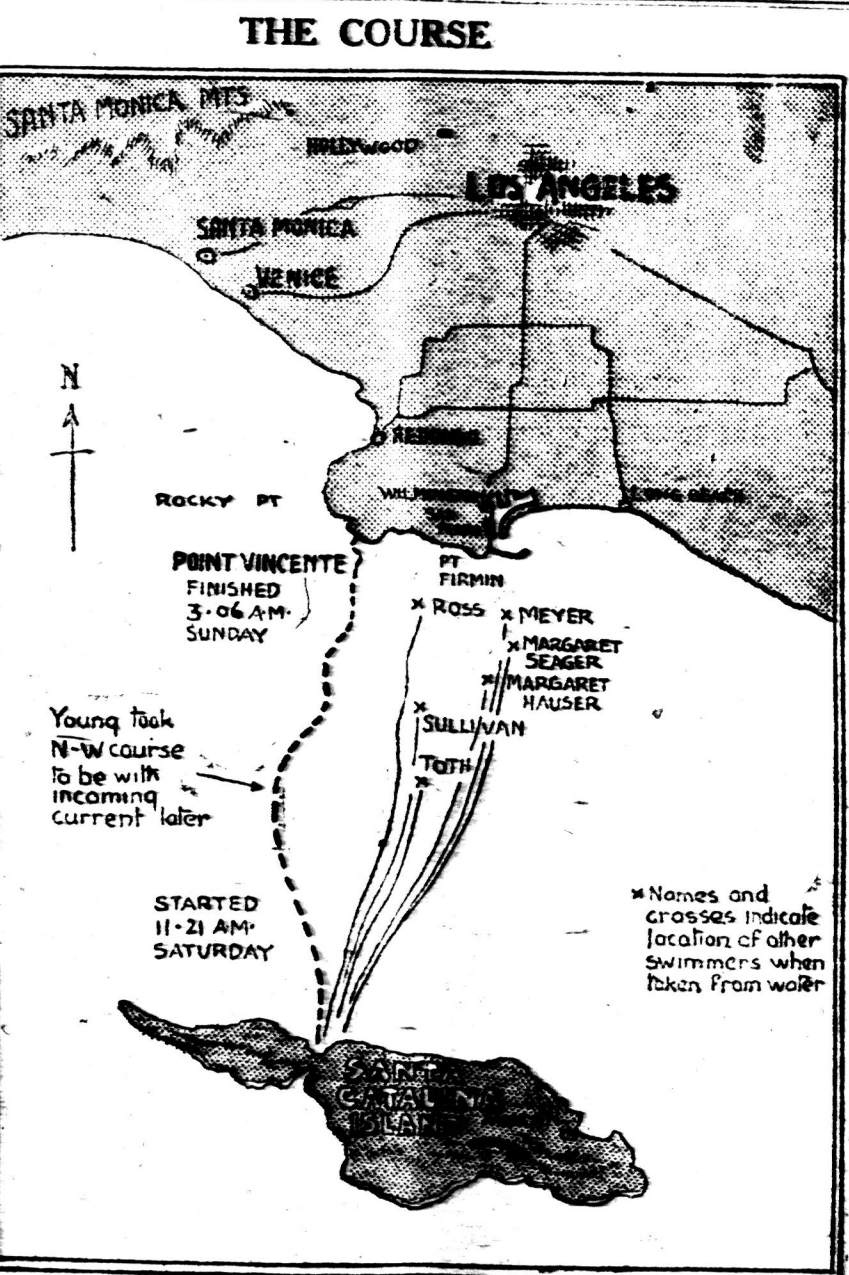 THE COURSE
SANTA MONICA MTS
HOLLYWOOD
LOS ANGELES
SANTA MONICA
VENICE
N
REDONDO
ROCKY PT
POINT VINCENTE
FINISHED
3·06 A.M.
SUNDAY
PT
FIRMIN
ROSS
MEYER
MARGARET
SEAGER
MARGARET
HAUSER
SULLIVAN
TOTH
Young took
N-W course
to be with
incoming
current later
STARTED
11·21 A.M.
SATURDAY
Names and
crosses indicate
location of other
swimmers when
taken from water
SANTA
CATALINA
ISLAND